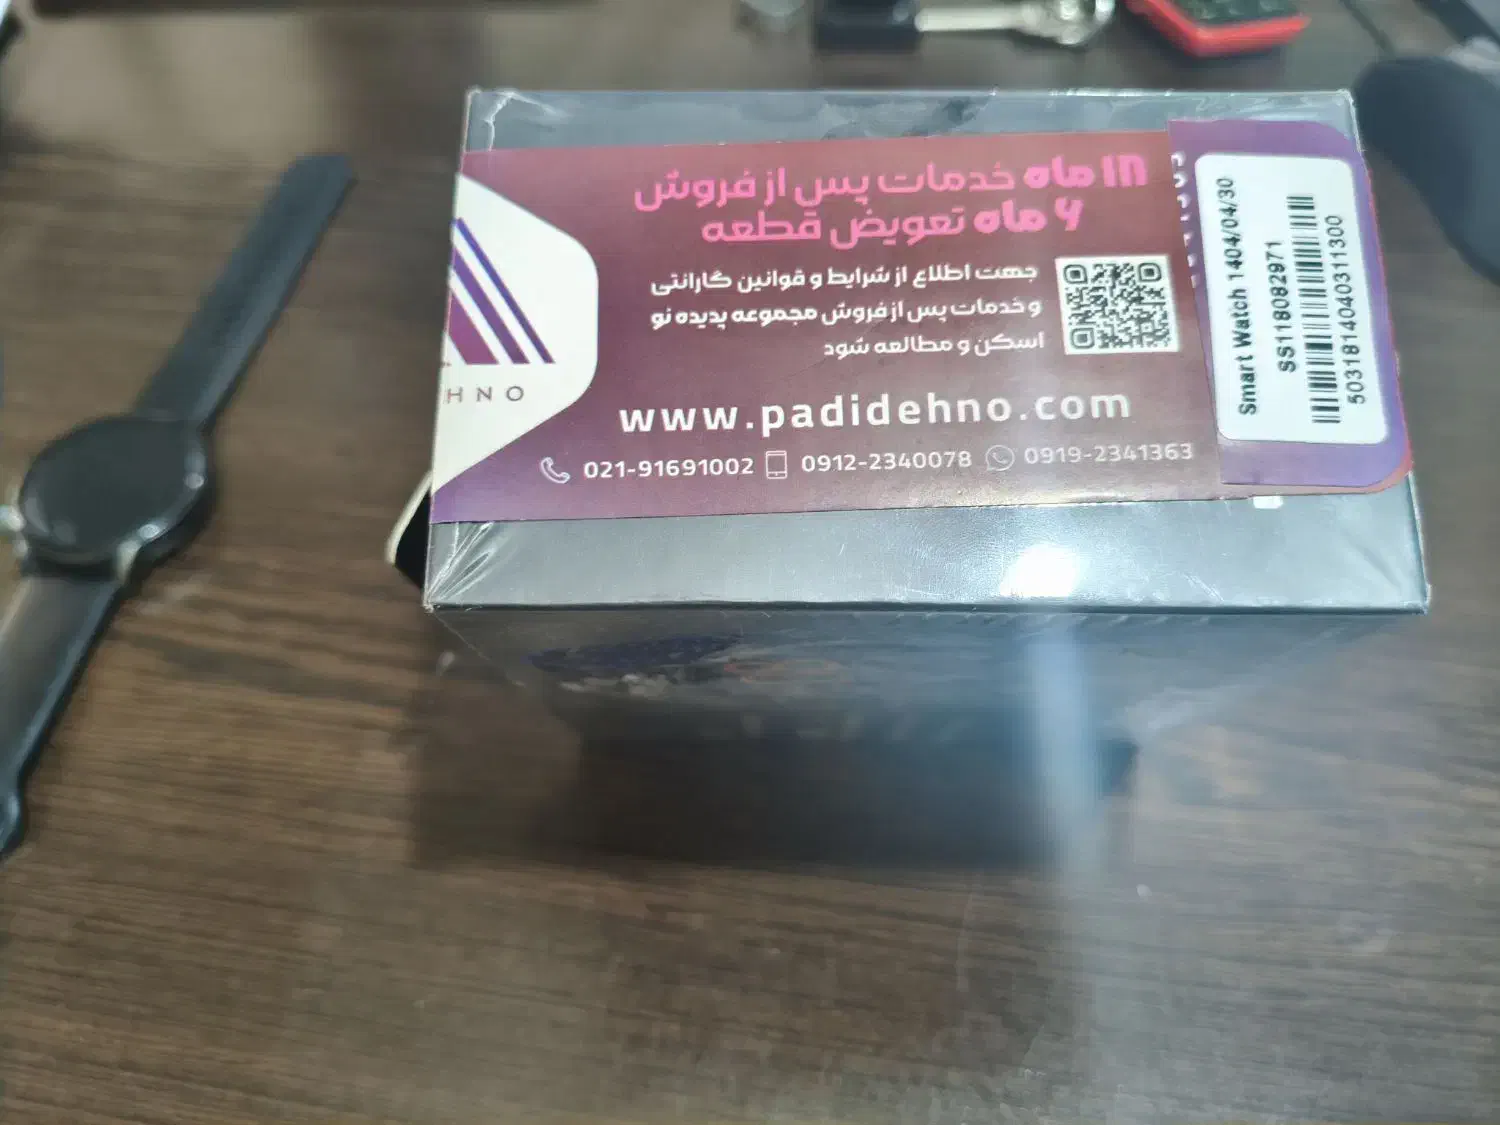 ۱۸ ماه خدمات پس از فروش
۶ ماه تعویض قطعه
جهت اطلاع از شرایط و قوانین گارانتی
و خدمات پس از فروش مجموعه پدیده نو
اسکن و مطالعه شود
www.padidehno.com
021-91691002 0912-2340078 0919-2341363
HNO
Smart Watch 1404/04/30
SS118082971
5031814040311300